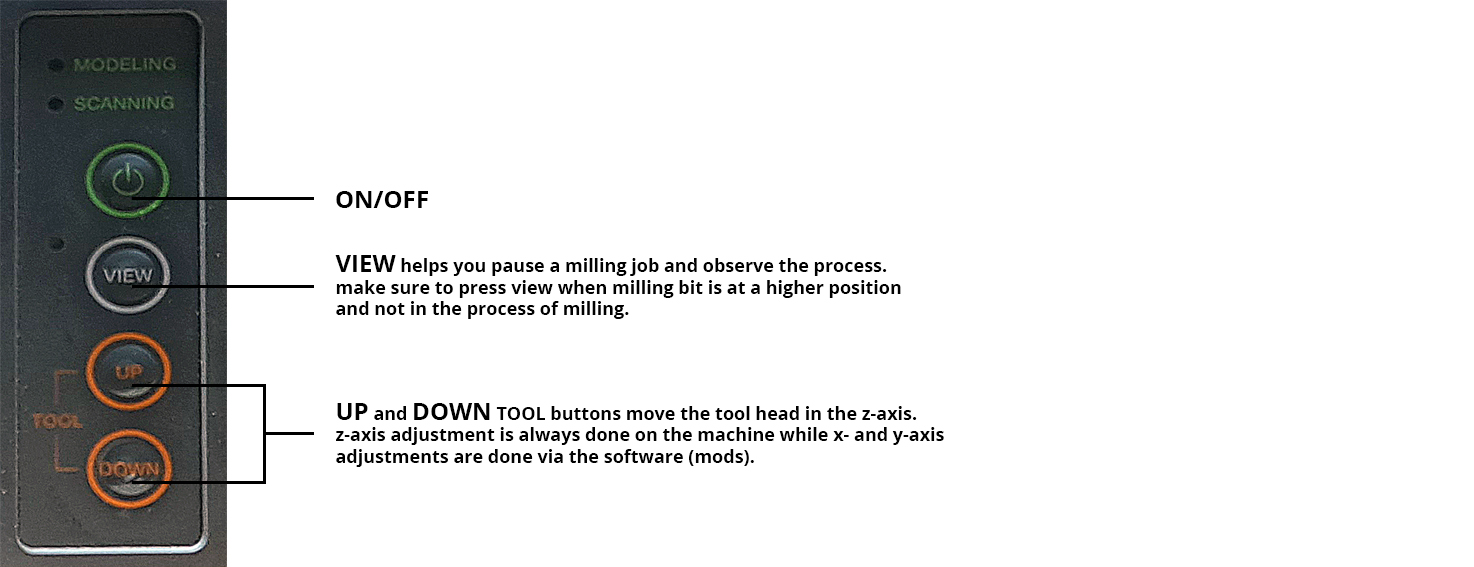 MODELING
SCANNING
ON/OFF
VIEW
VIEW helps you pause a milling job and observe the process.
make sure to press view when milling bit is at a higher position
and not in the process of milling.
UP
TOOL
DOWN
UP and DOWN TOOL buttons move the tool head in the z-axis.
z-axis adjustment is always done on the machine while x- and y-axis
adjustments are done via the software (mods).